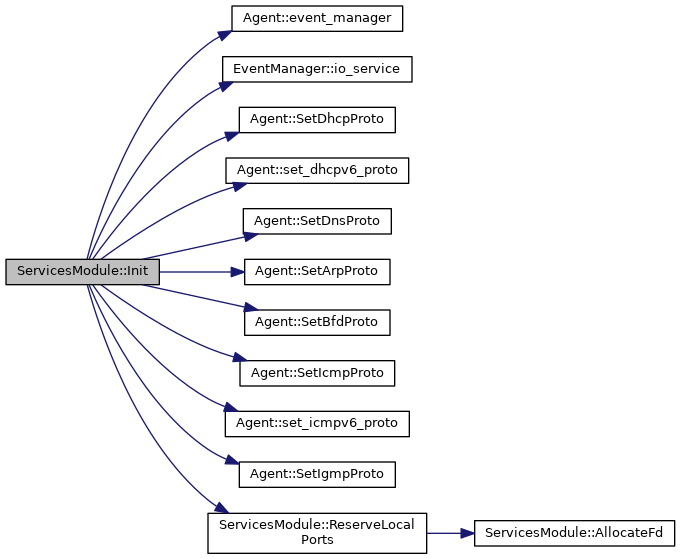 Agent::event_manager
EventManager::io_service
Agent::SetDhcpProto
Agent::set_dhcpv6_proto
Agent::SetDnsProto
ServicesModule::Init
Agent::SetArpProto
Agent::SetBfdProto
Agent::SetIcmpProto
Agent::set_icmpv6_proto
Agent::SetIgmpProto
ServicesModule::ReserveLocal
Ports
ServicesModule::AllocateFd